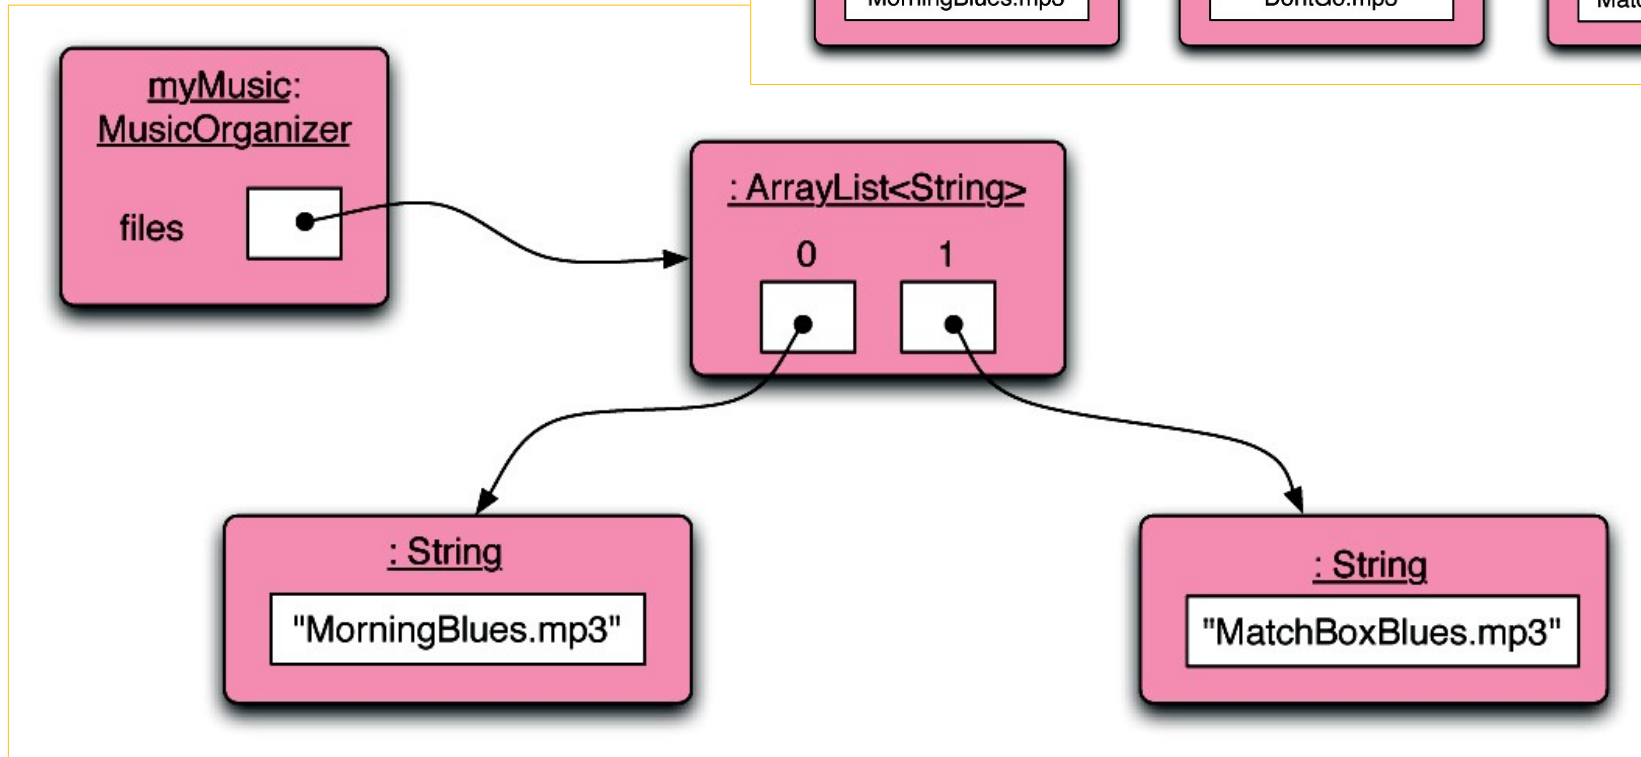 myMusic:
MusicOrganizer
files
: ArrayList<String>
0 1
: String
"MorningBlues.mp3"
: String
"MatchBoxBlues.mp3"